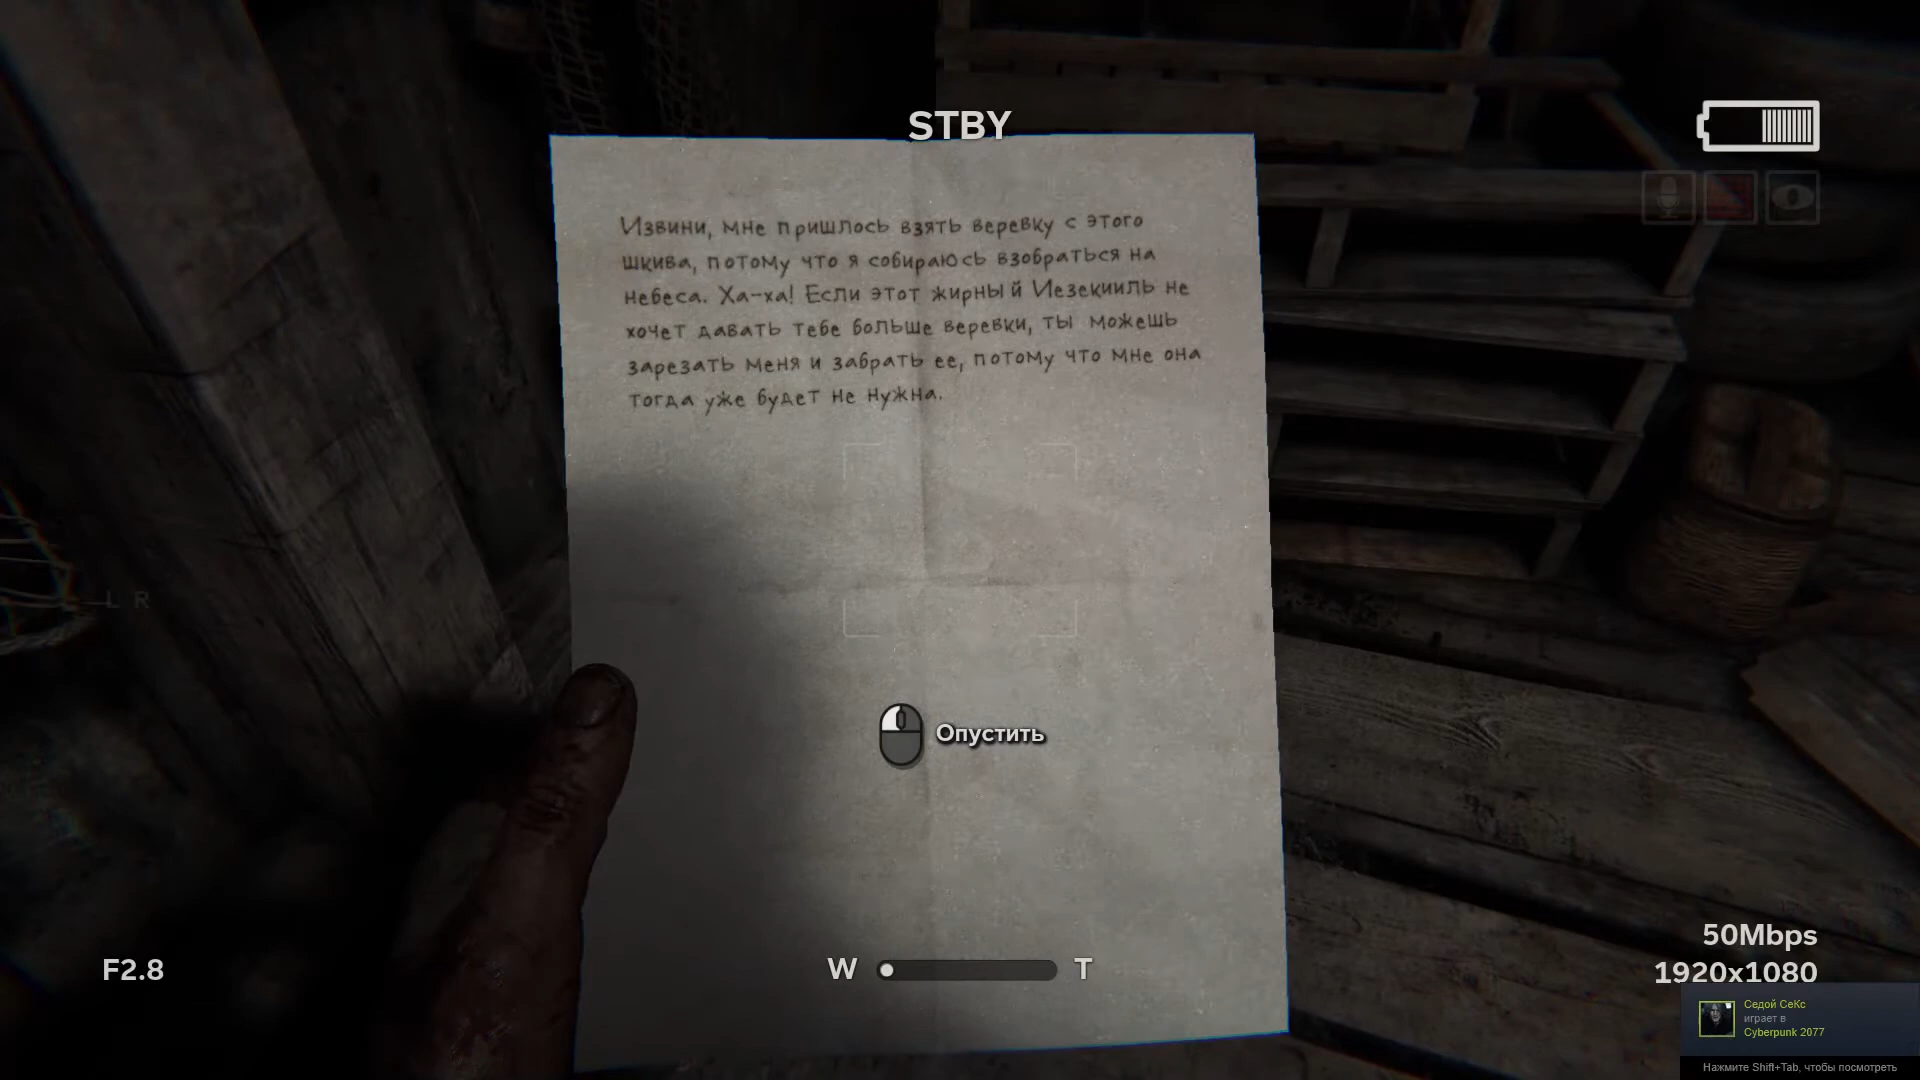 STBY
Извини, мне пришлось взять веревку с этого
шкива, потому что я собираюсь взобраться на
небеса. Ха-ха! Если этот жирный Иезекииль не
хочет давать тебе больше веревки, ты можешь
зарезать меня и забрать ее, потому что мне она
тогда уже будет не нужна.
L R
Опустить
50Mbps
F2.8
W T
1920x1080
Седой СеКс
играет в
Cyberpunk 2077
Нажмите Shift+Tab, чтобы посмотреть